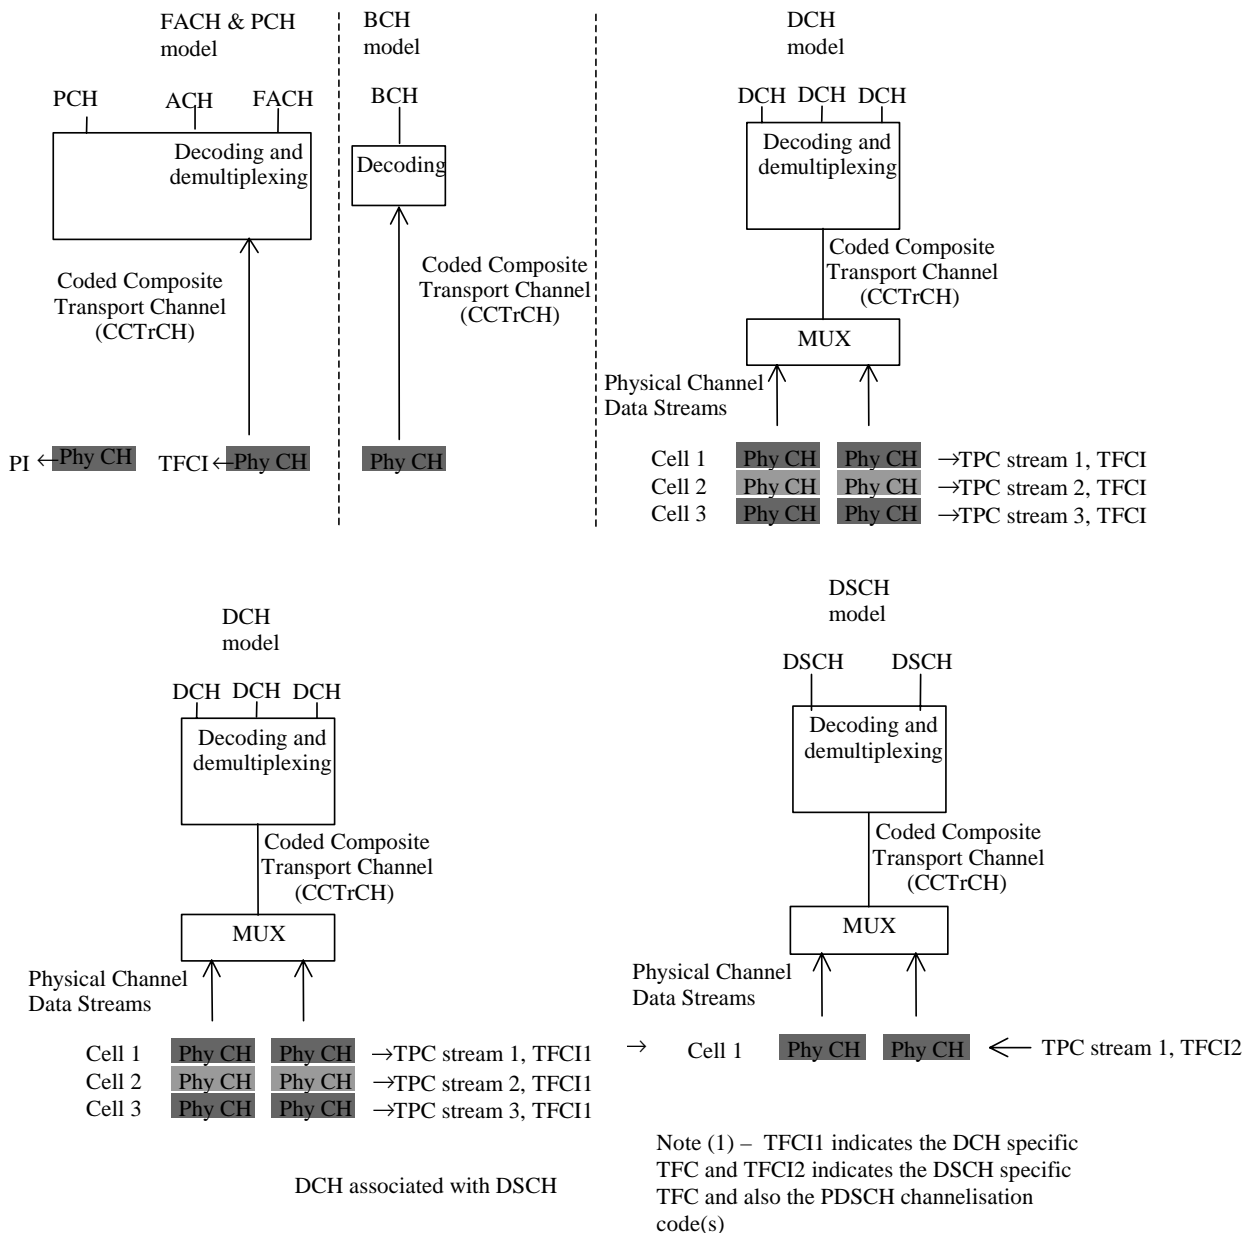 FACH & PCH
model
PCH ACH FACH
Decoding and
demultiplexing
Coded Composite
Transport Channel
(CCTrCH)
PI ← Phy CH TFCI ← Phy CH
BCH
model
BCH
Decoding
Coded Composite
Transport Channel
(CCTrCH)
Phy CH
DCH
model
DCH DCH DCH
Decoding and
demultiplexing
Coded Composite
Transport Channel
(CCTrCH)
MUX
Physical Channel
Data Streams
Cell 1 Phy CH Phy CH →TPC stream 1, TFCI
Cell 2 Phy CH Phy CH →TPC stream 2, TFCI
Cell 3 Phy CH Phy CH →TPC stream 3, TFCI
DCH
model
DCH DCH DCH
Decoding and
demultiplexing
Coded Composite
Transport Channel
(CCTrCH)
MUX
Physical Channel
Data Streams
Cell 1 Phy CH Phy CH →TPC stream 1, TFCI1
Cell 2 Phy CH Phy CH →TPC stream 2, TFCI1
Cell 3 Phy CH Phy CH →TPC stream 3, TFCI1
DCH associated with DSCH
DSCH
model
DSCH DSCH
Decoding and
demultiplexing
Coded Composite
Transport Channel
(CCTrCH)
MUX
Physical Channel
Data Streams
→ Cell 1 Phy CH Phy CH ← TPC stream 1, TFCI2
Note (1) – TFCI1 indicates the DCH specific
TFC and TFCI2 indicates the DSCH specific
TFC and also the PDSCH channelisation
code(s)